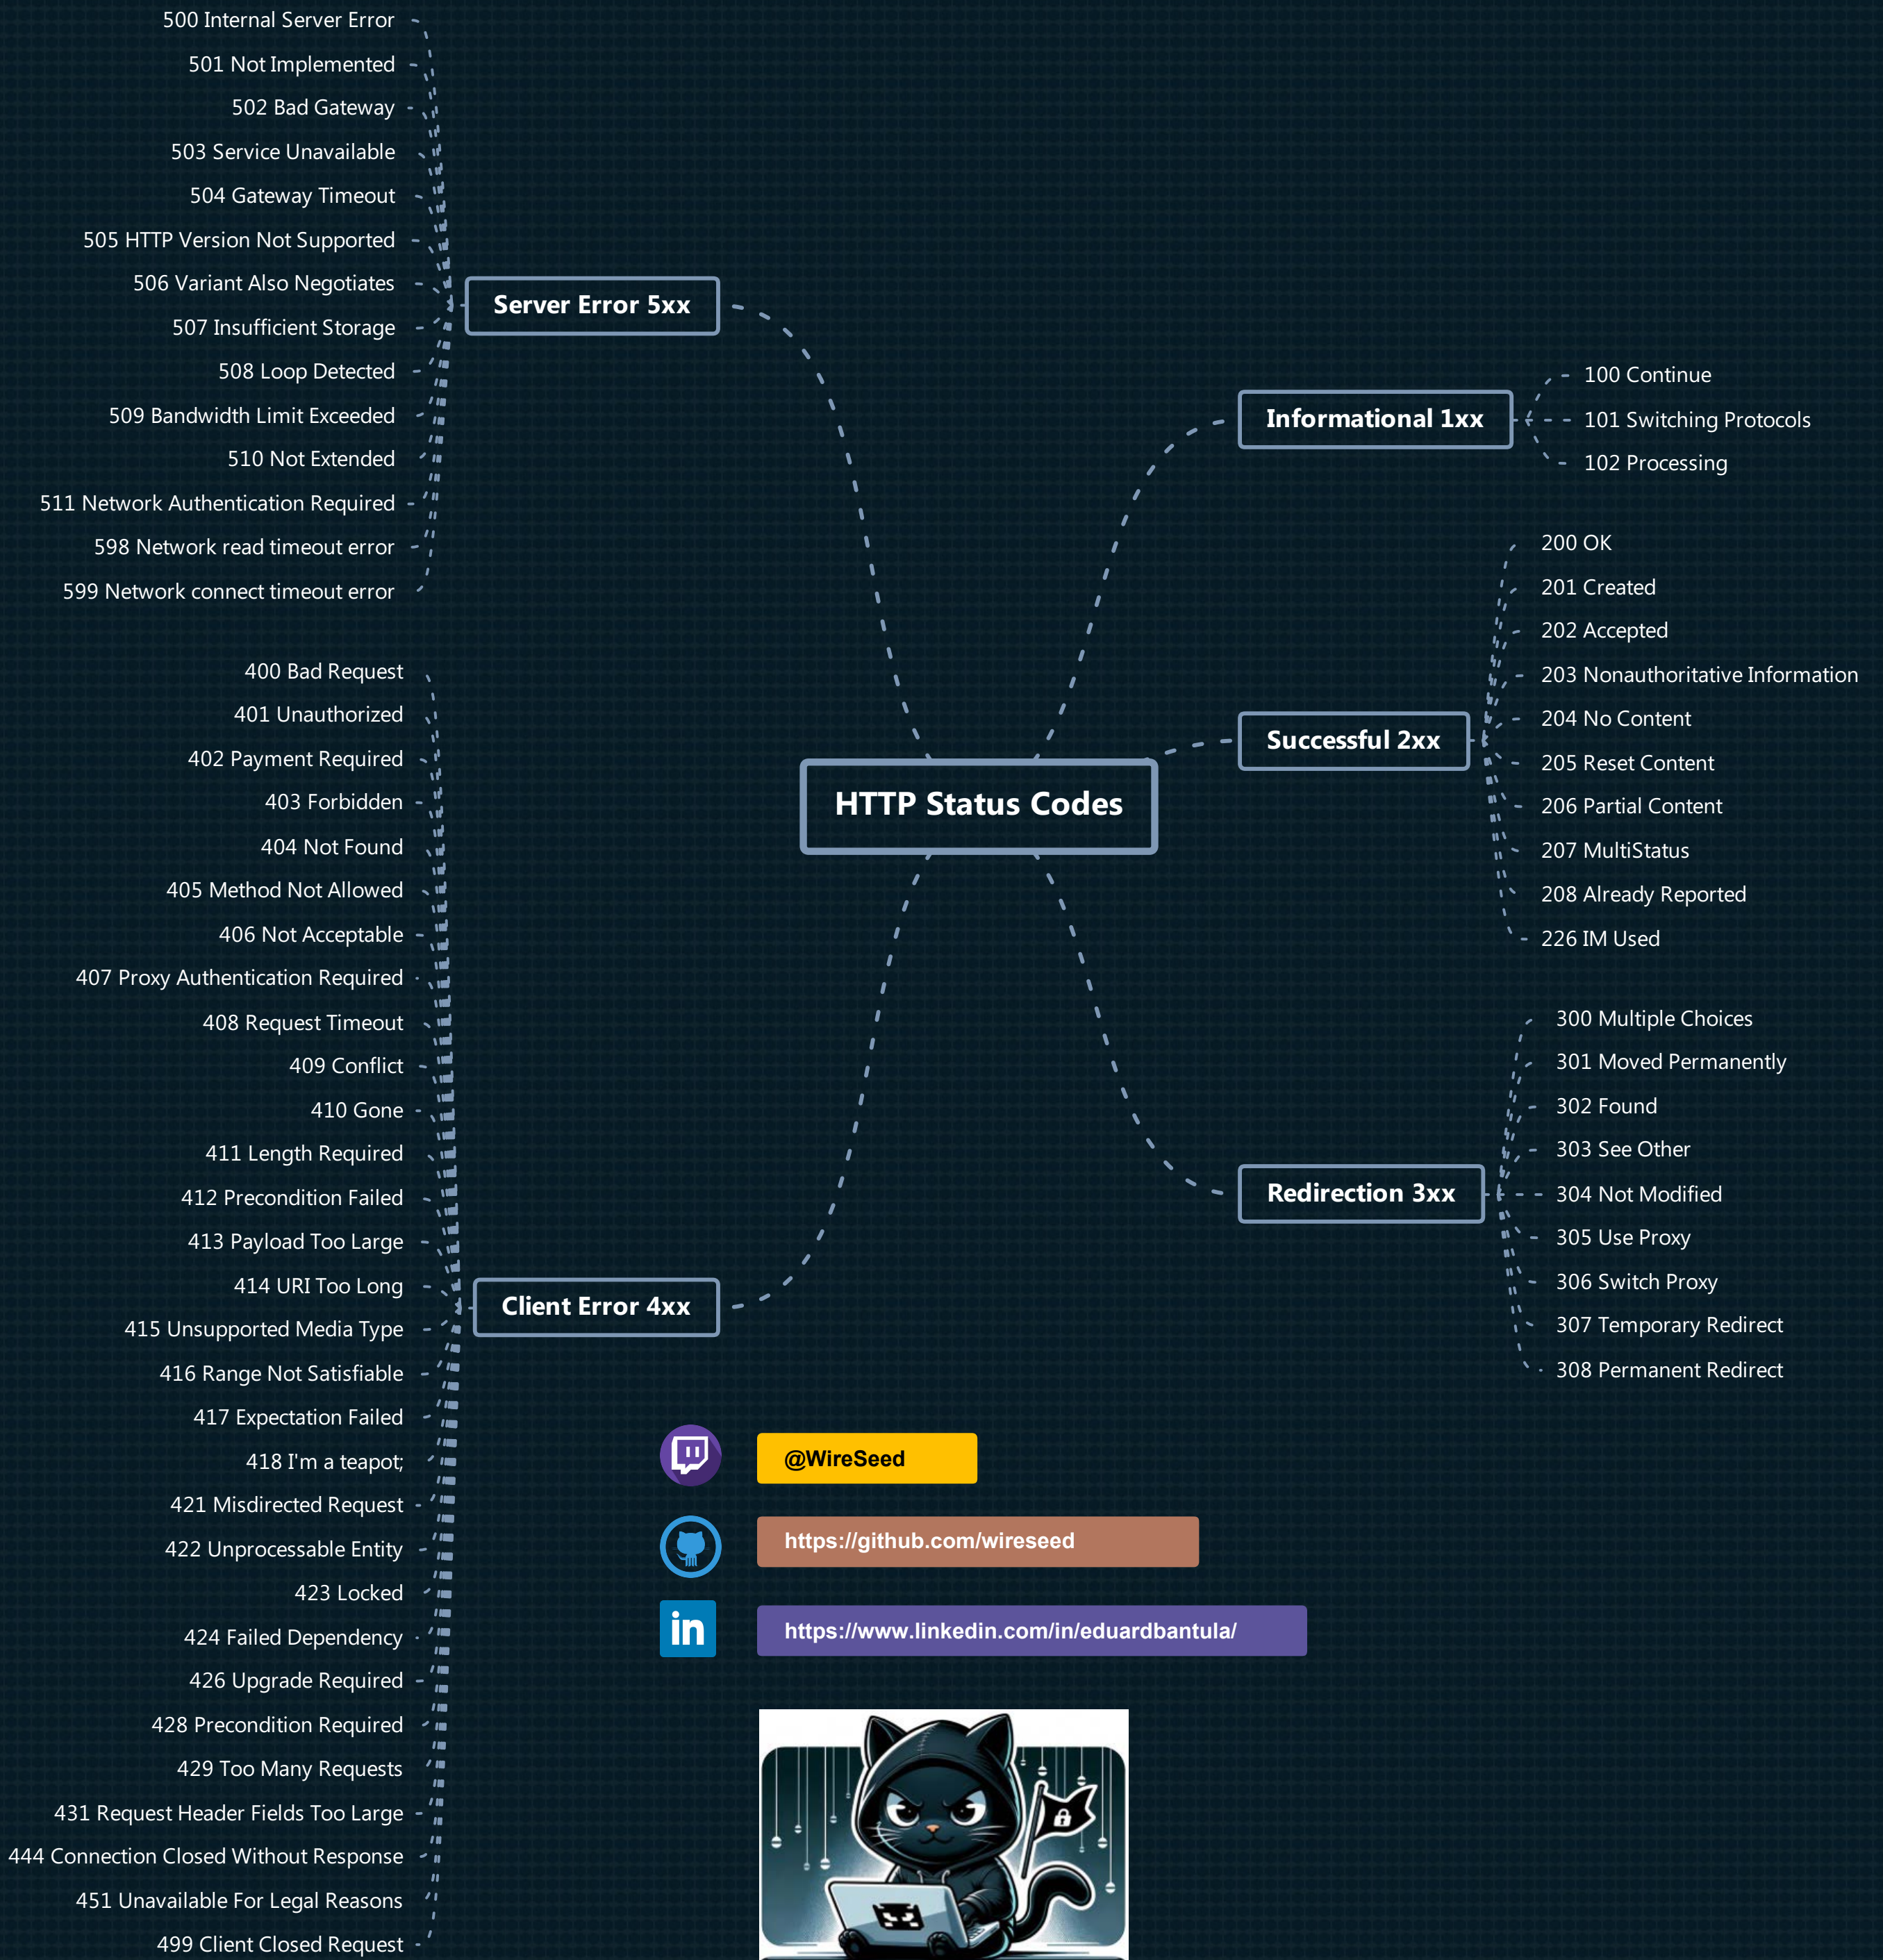 HTTP Status Codes
Informational 1xx
100 Continue
101 Switching Protocols
102 Processing
Successful 2xx
200 OK
201 Created
202 Accepted
203 Nonauthoritative Information
204 No Content
205 Reset Content
206 Partial Content
207 MultiStatus
208 Already Reported
226 IM Used
Redirection 3xx
300 Multiple Choices
301 Moved Permanently
302 Found
303 See Other
304 Not Modified
305 Use Proxy
306 Switch Proxy
307 Temporary Redirect
308 Permanent Redirect
Client Error 4xx
400 Bad Request
401 Unauthorized
402 Payment Required
403 Forbidden
404 Not Found
405 Method Not Allowed
406 Not Acceptable
407 Proxy Authentication Required
408 Request Timeout
409 Conflict
410 Gone
411 Length Required
412 Precondition Failed
413 Payload Too Large
414 URI Too Long
415 Unsupported Media Type
416 Range Not Satisfiable
417 Expectation Failed
418 I'm a teapot;
421 Misdirected Request
422 Unprocessable Entity
423 Locked
424 Failed Dependency
426 Upgrade Required
428 Precondition Required
429 Too Many Requests
431 Request Header Fields Too Large
444 Connection Closed Without Response
451 Unavailable For Legal Reasons
499 Client Closed Request
Server Error 5xx
500 Internal Server Error
501 Not Implemented
502 Bad Gateway
503 Service Unavailable
504 Gateway Timeout
505 HTTP Version Not Supported
506 Variant Also Negotiates
507 Insufficient Storage
508 Loop Detected
509 Bandwidth Limit Exceeded
510 Not Extended
511 Network Authentication Required
598 Network read timeout error
599 Network connect timeout error
@WireSeed
https://github.com/wireseed
in
https://www.linkedin.com/in/eduardbantula/